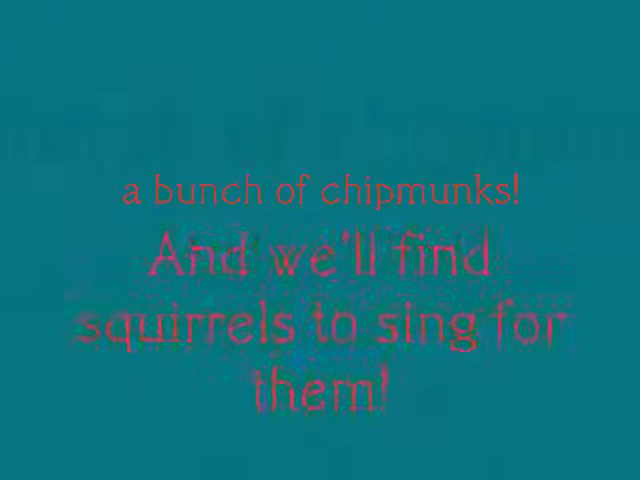 a bunch of chipmunks!
And we'll find
squirrels to sing for
them!